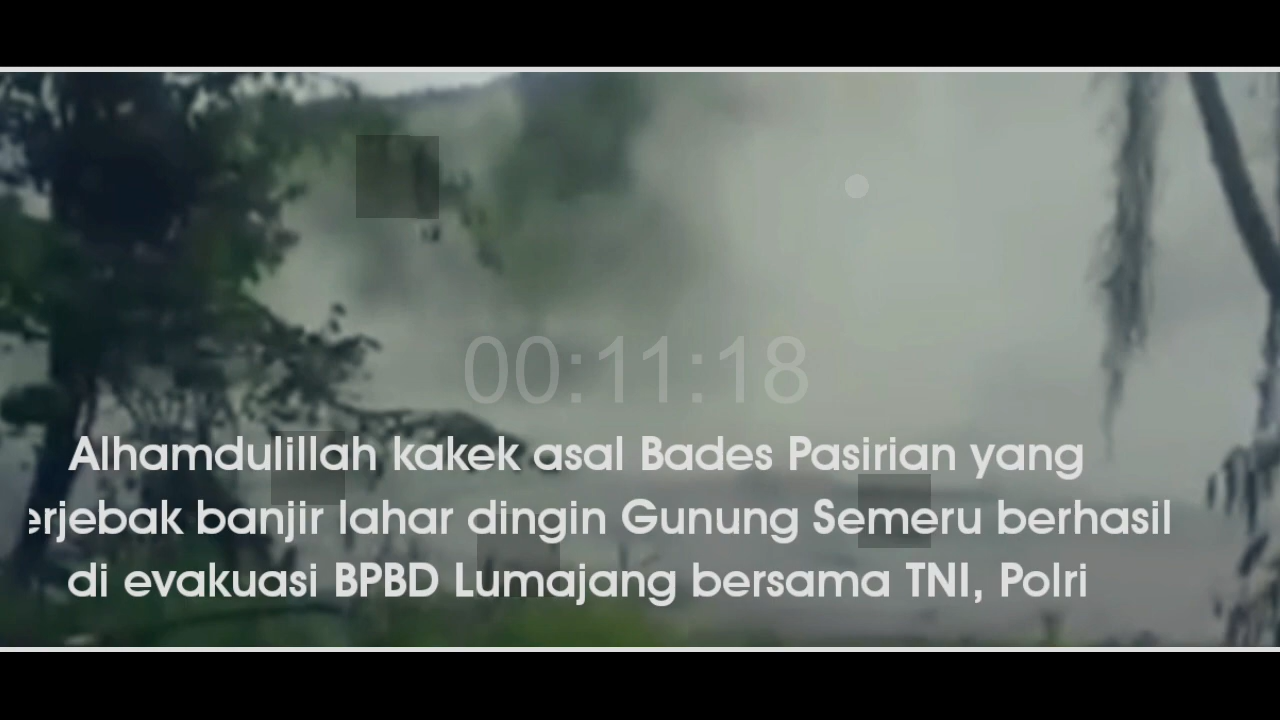 00:11:18
Alhamdulillah kakek asal Bades Pasirian yang
erjebak banjir lahar dingin Gunung Semeru berhasil
di evakuasi BPBD Lumajang bersama TNI, Polri